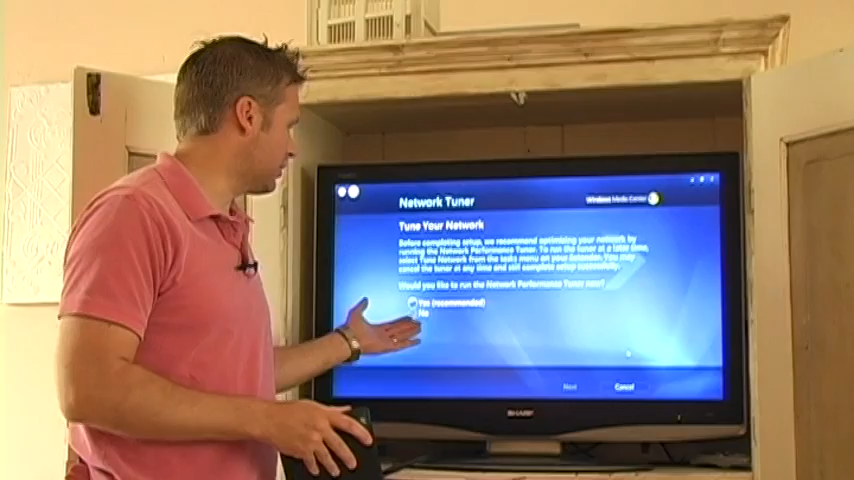 Network Tuner
Windows Media Center
Tune Your Network
Before completing setup, we recommend optimizing your network by
running the Network Performance Tuner. To run the tuner at a later time,
select Tune Network from the tasks menu on your Extender. You may
cancel the tuner at any time and still complete setup successfully.
Would you like to run the Network Performance Tuner now?
Yes (recommended)
No
Next
Cancel
SHARP